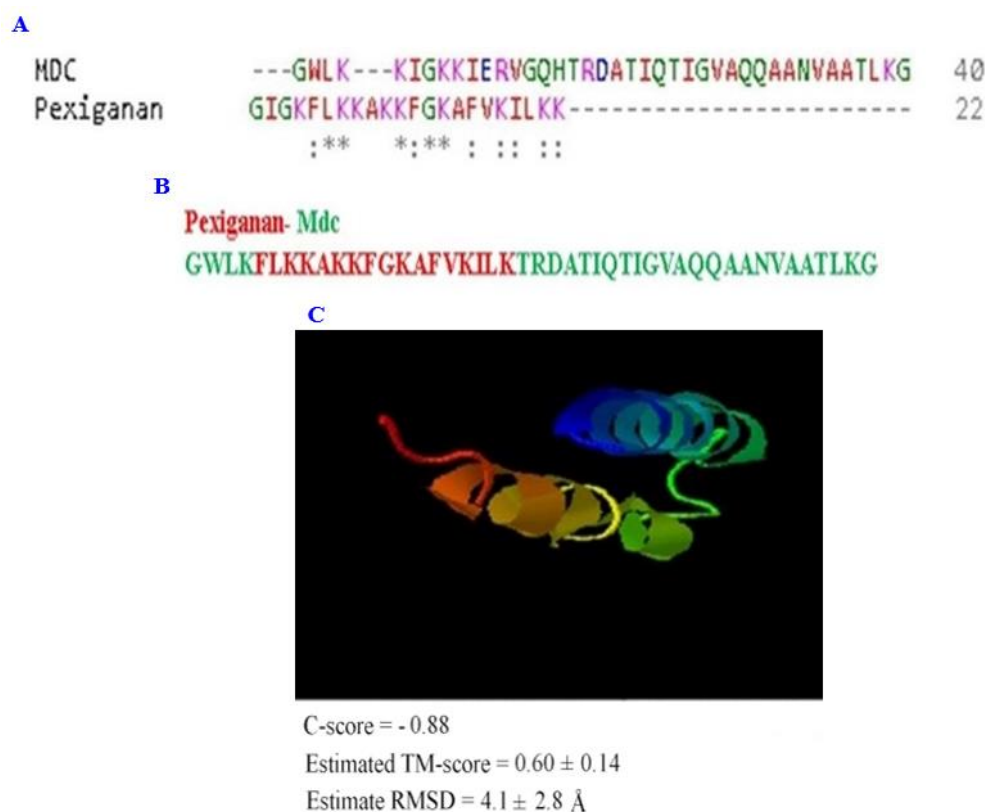 A
MDC ---GWLK---KIGKKIERVGQHTRDATIQTIGVAQQAANVAATLKG 40
Pexiganan GIGKFLKKAKKFGKAFVKILKK------------------------ 22
:** *:** : :: ::
B
Pexiganan- Mdc
GWLKFLKKAKKFGKAFVKILKTRDATIQTIGVAQQAANVAATLKG
C
C-score = - 0.88
Estimated TM-score = 0.60 ± 0.14
Estimate RMSD = 4.1 ± 2.8 Å